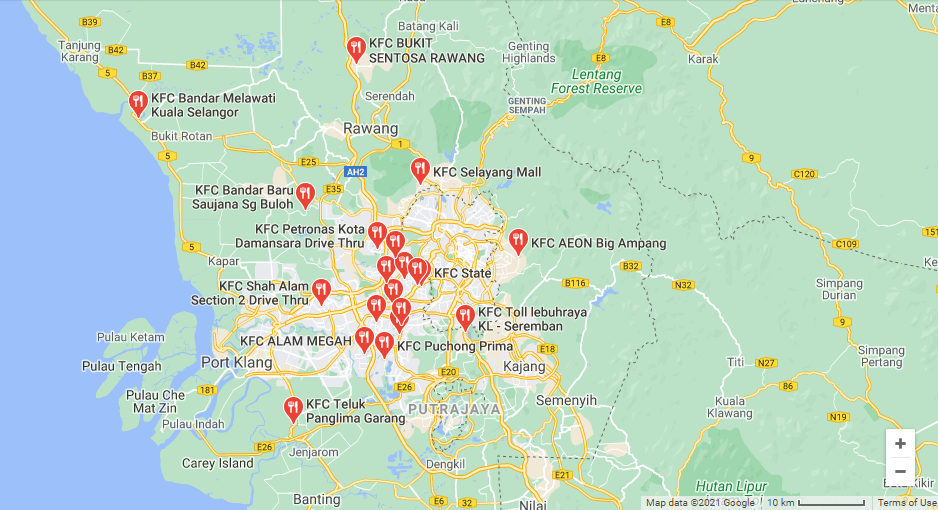 B39
Batang Kali
Tanjung
Karang
B42
B42
KFC BUKIT
SENTOSA RAWANG
Genting
Highlands
E8
E8
Karak
Lentang
Forest Reserve
B37
KFC Bandar Melawati
Kuala Selangor
Serendah
GENTING
SEMPAH
Bukit Rotan
Rawang
5
1
E25
AH2
KFC Selayang Mall
C120
KFC Bandar Baru
Saujana Sg Buloh
E35
KFC Petronas Kota
Damansara Drive Thru
KFC AEON Big Ampang
5
C109
151
Kapar
KFC State
B32
KFC Shah Alam
Section 2 Drive Thru
B116
N32
Simpang
Durian
KFC Toll lebuhraya
KL - Seremban
Pulau Ketam
KFC ALAM MEGAH
KFC Puchong Prima
E18
Simpang
Pertang
Port Klang
Pulau Tengah
Kajang
Titi
N27
E20
181
E26
86
Pulau Che
Mat Zin
KFC Teluk
Panglima Garang
PUTRAJAYA
Semenyih
Kuala
Klawang
N19
Pulau Indah
E26
Jenjarom
Carey Island
Dengkil
E21
Hutan Lipur
Banting
5
E6
32
Nilai
+
−
Map data ©2021 Google
10 km
Terms of Use